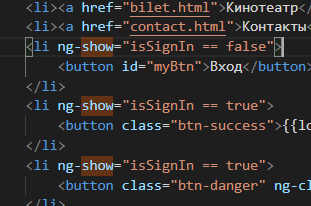 <li><a href="bilet.html">Кинотеатр</
<li><a href="contact.html">Контакты<
<li ng-show="isSignIn == false">
<button id="myBtn">Вход</button>
</li>
<li ng-show="isSignIn == true">
<button class="btn-success">{{lo
</li>
<li ng-show="isSignIn == true">
<button class="btn-danger" ng-cl
</li>